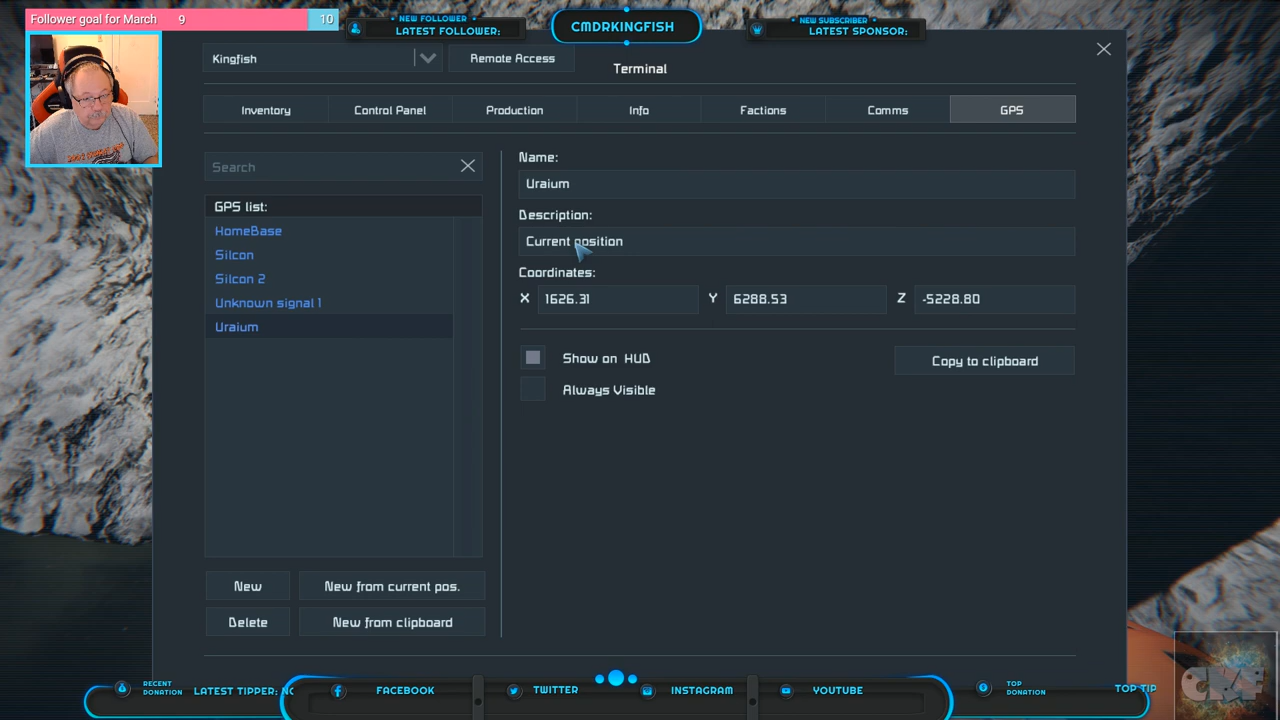 Follower goal for March 9 10
NEW FOLLOWER
LATEST FOLLOWER:
CMDRKINGFISH
NEW SUBSCRIBER
LATEST SPONSOR:
Kingfish
Remote Access
Terminal
Inventory
Control Panel
Production
Info
Factions
Comms
GPS
Search
GPS list:
HomeBase
Silcon
Silcon 2
Unknown signal 1
Uraium
Name:
Uraium
Description:
Current position
Coordinates:
X 1626.31 Y 6288.53 Z -5228.80
Show on HUD
Copy to clipboard
Always Visible
New
New from current pos.
Delete
New from clipboard
RECENT DONATION
LATEST TIPPER: NO
FACEBOOK
TWITTER
INSTAGRAM
YOUTUBE
TOP DONATION
TOP TIP